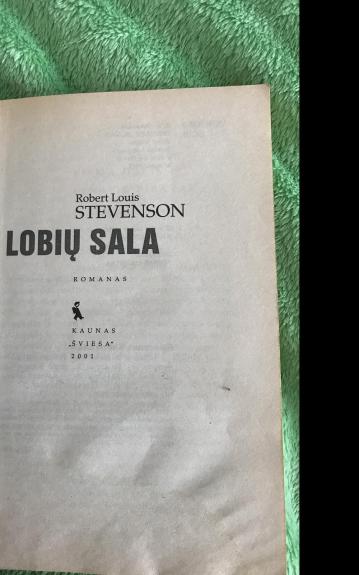 Robert Louis
STEVENSON
LOBIŲ SALA
ROMANAS
KAUNAS
„ŠVIESA“
2001